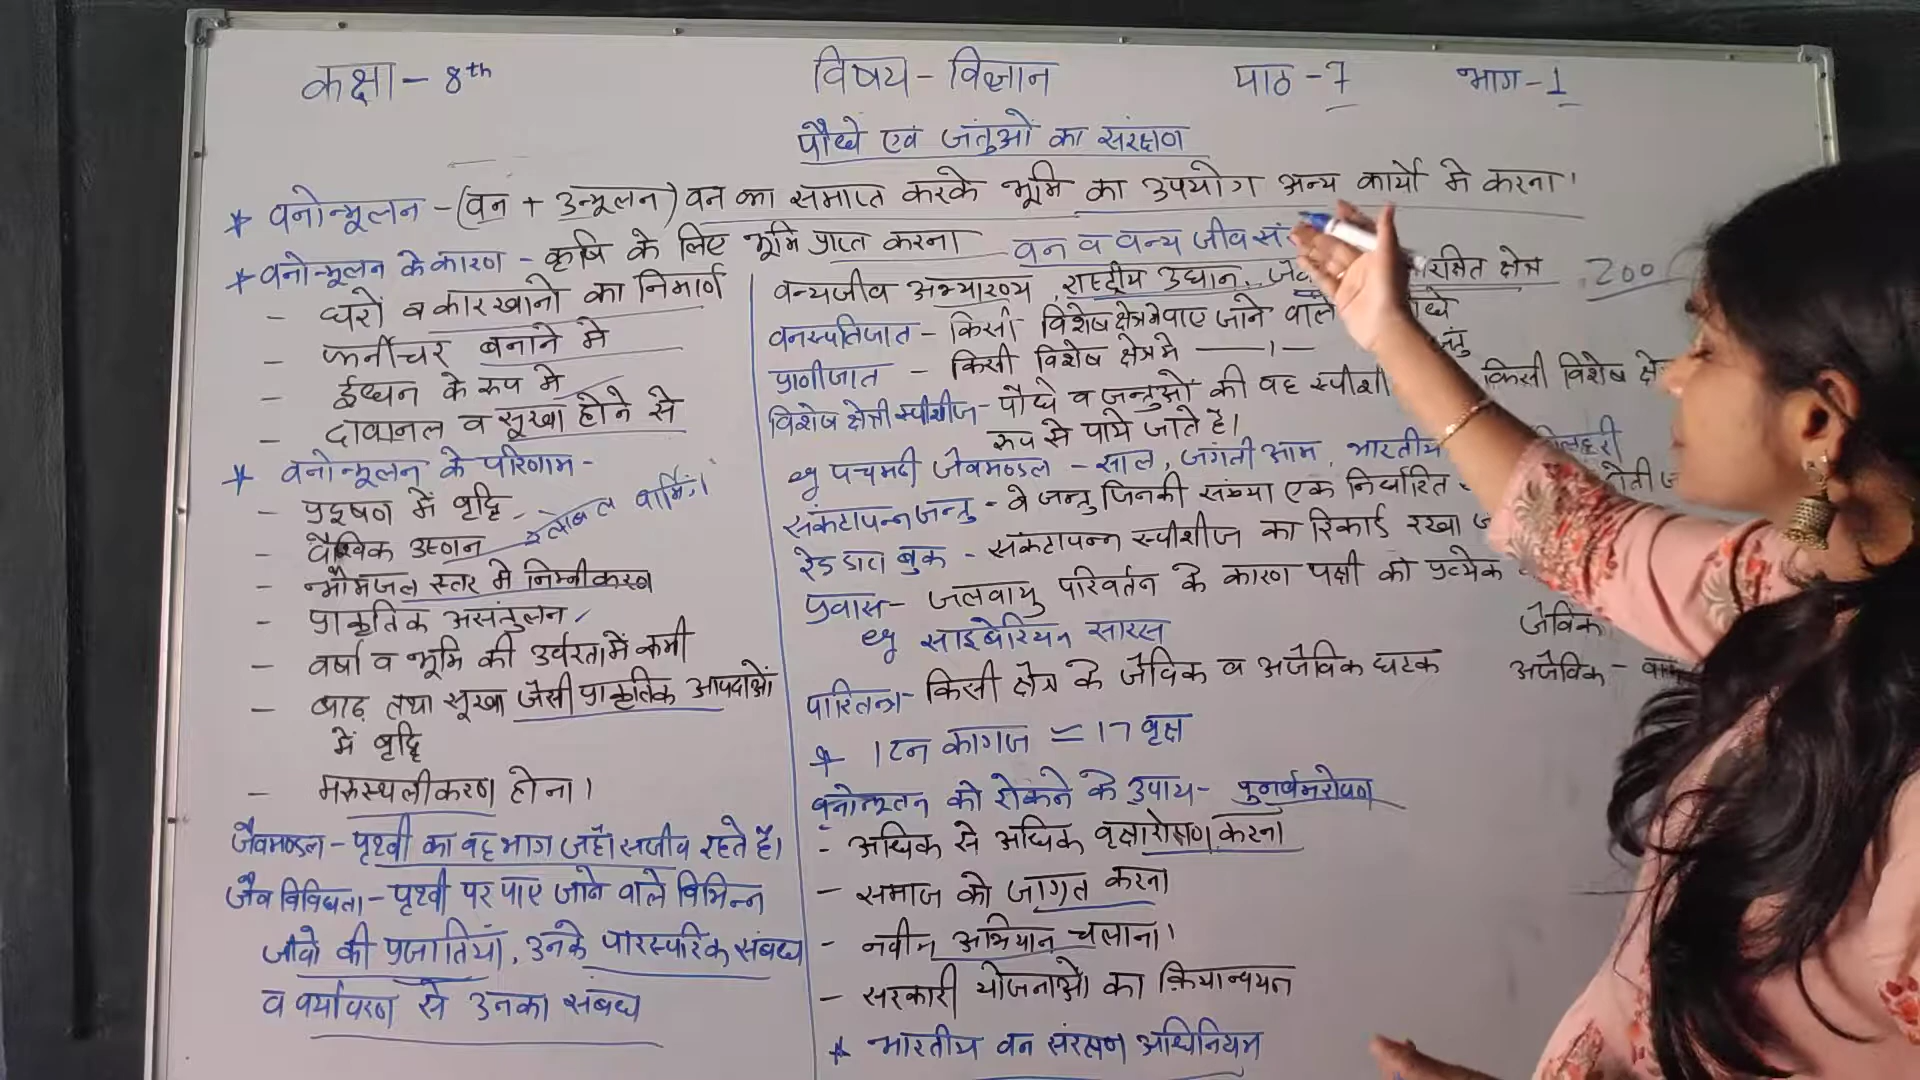 कक्षा - 8th विषय - विज्ञान पाठ - 7 भाग - 1
पौधे एवं जंतुओं का संरक्षण
* वनोन्मूलन - (वन + उन्मूलन) वन का समाप्त करके भूमि का उपयोग अन्य कार्यो मे करना।
* वनोन्मूलन के कारण - कृषि के लिए भूमि प्राप्त करना
- घरों व कारखानो का निमार्ण
- फर्नीचर बनाने मे
- ईंध्धन के रूप मे
- दावानल व सूखा होने से
* वनोन्मूलन के परिणाम -
- प्रदूषण में वृद्धि
- वैश्विक उष्णन
- भौमजल स्तर मे निम्नीकरण
- प्राकृतिक असंतुलन
- वर्षा व भूमि की उर्वरता में कमी
- बाढ़ तथा सूखा जैसी प्राकृतिक आपदाओं
में वृद्धि
- मरुस्थलीकरण होना।
जैवमण्डल - पृथ्वी का वह भाग जहाँ सजीव रहते है।
जैव विविधता - पृथ्वी पर पाए जाने वाले विभिन्न
जीवो की प्रजातियाँ, उनके पारस्परिक संबंध
व पर्यावरण से उनका संबंध
वन व वन्य जीव सं
वन्यजीव अभ्यारण्य, राष्ट्रीय उद्यान, आरक्षित क्षेत्र 200
वनस्पतिजात - किसी विशेष क्षेत्र मे पाए जाने वाले
प्राणीजात - किसी विशेष क्षेत्र मे —— । —
विशेष क्षेत्री स्पीशीज - पौधे व जन्तुओं की वह स्पीशी किसी विशेष
रूप से पाये जाते है।
eg पचमढी जैवमण्डल - साल, जंगली आम, भारतीय
संकटापन्न जन्तु - वे जन्तु जिनकी संख्या एक निर्धारित
रेड डाटा बुक - संकटापन्न स्पीशीज का रिकार्ड रखा
प्रवास - जलवायु परिवर्तन के कारण पक्षी को प्रत्येक
eg साइबेरियन सारस
जैविक
पारितन्त्र - किसी क्षेत्र के जैविक व अजैविक घटक अजैविक -
* 1 टन कागज = 17 वृक्ष
वनोन्मूलन को रोकने के उपाय - पुनर्वनरोपण
- अधिक से अधिक वृक्षारोपण करना
- समाज को जागृत करना
- नवीन अभियान चलाना।
- सरकारी योजनाओं का क्रियान्वयन
* भारतीय वन संरक्षण अधिनियम